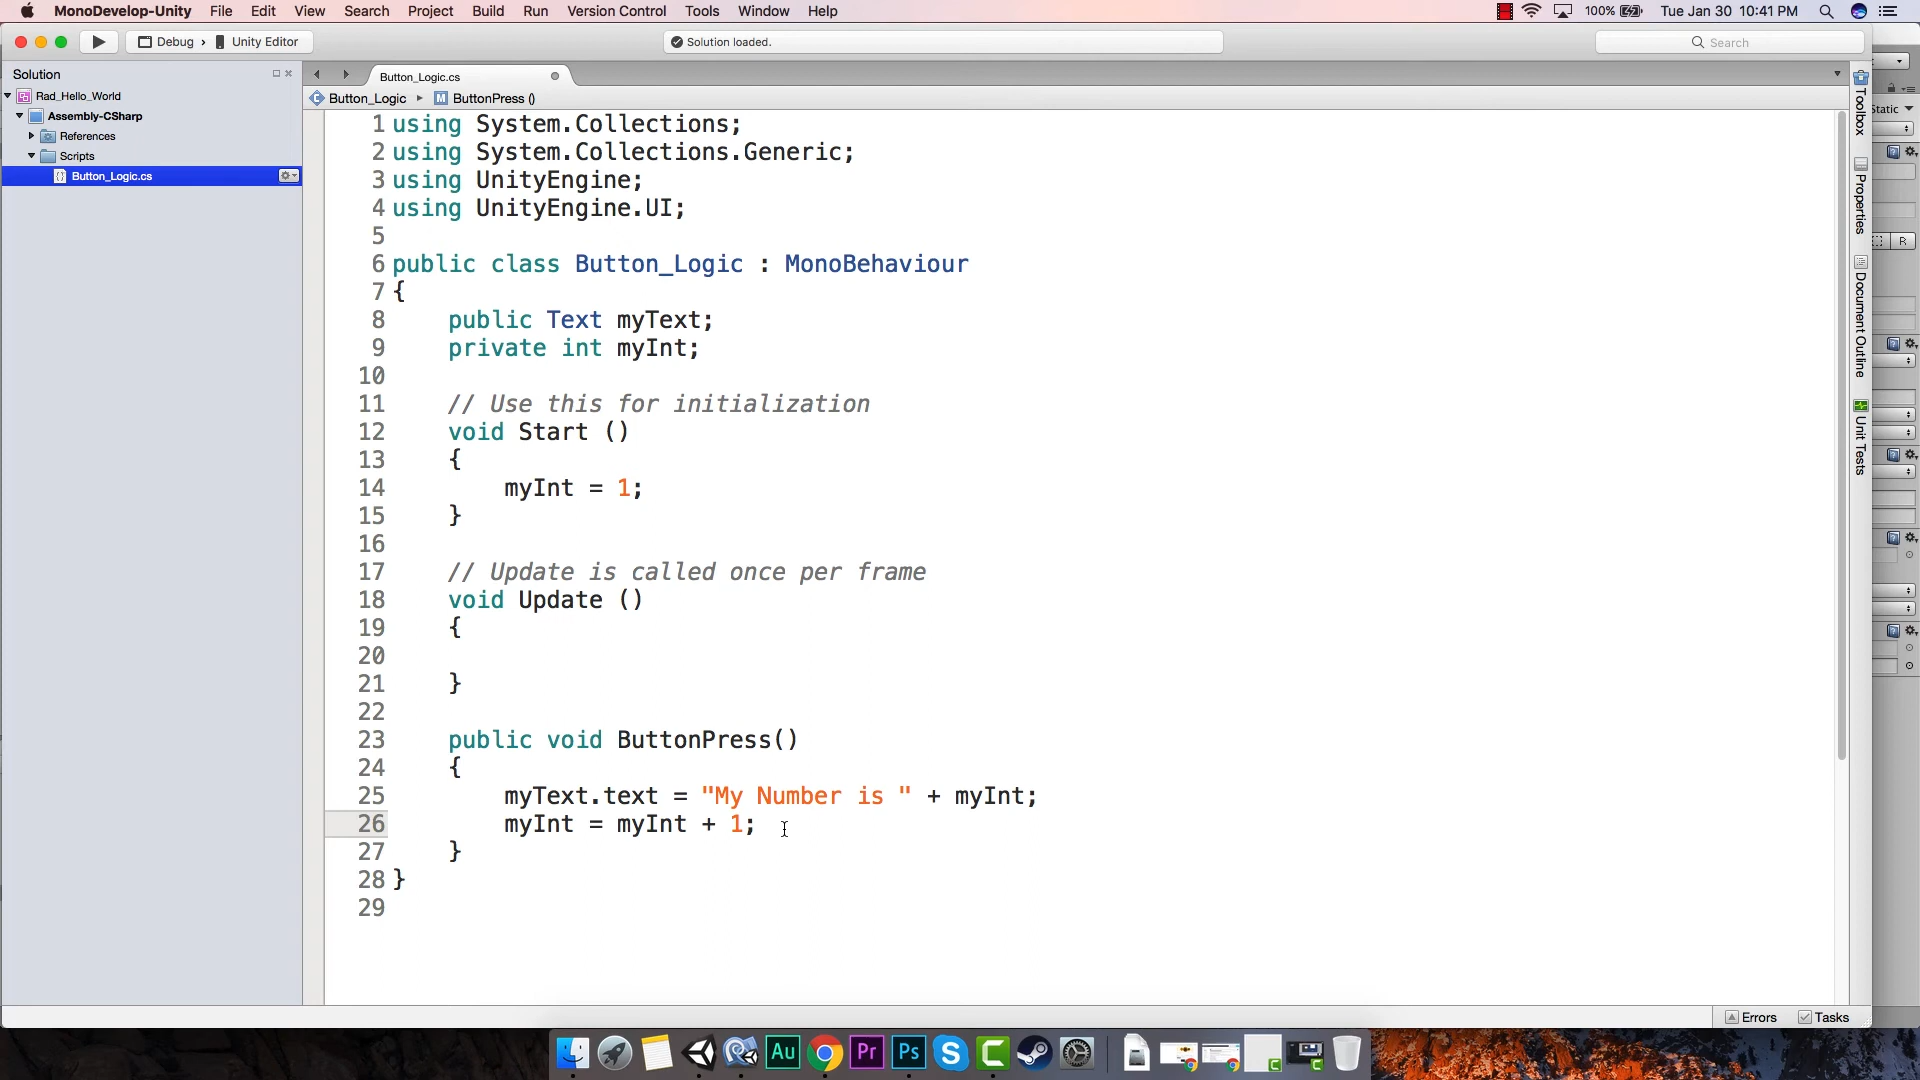 MonoDevelop-Unity File Edit View Search Project Build Run Version Control Tools Window Help 100% Tue Jan 30 10:41 PM
Debug › Unity Editor
Solution loaded.
Search
Solution
Rad_Hello_World
Assembly-CSharp
References
Scripts
Button_Logic.cs
Button_Logic.cs
Button_Logic ▸ M ButtonPress ()
1 using System.Collections;
2 using System.Collections.Generic;
3 using UnityEngine;
4 using UnityEngine.UI;
5
6 public class Button_Logic : MonoBehaviour
7 {
8 public Text myText;
9 private int myInt;
10
11 // Use this for initialization
12 void Start ()
13 {
14 myInt = 1;
15 }
16
17 // Update is called once per frame
18 void Update ()
19 {
20
21 }
22
23 public void ButtonPress()
24 {
25 myText.text = "My Number is " + myInt;
26 myInt = myInt + 1;
27 }
28 }
29
Toolbox
Properties
Document Outline
Unit Tests
Static
R
Errors Tasks
Au Pr Ps